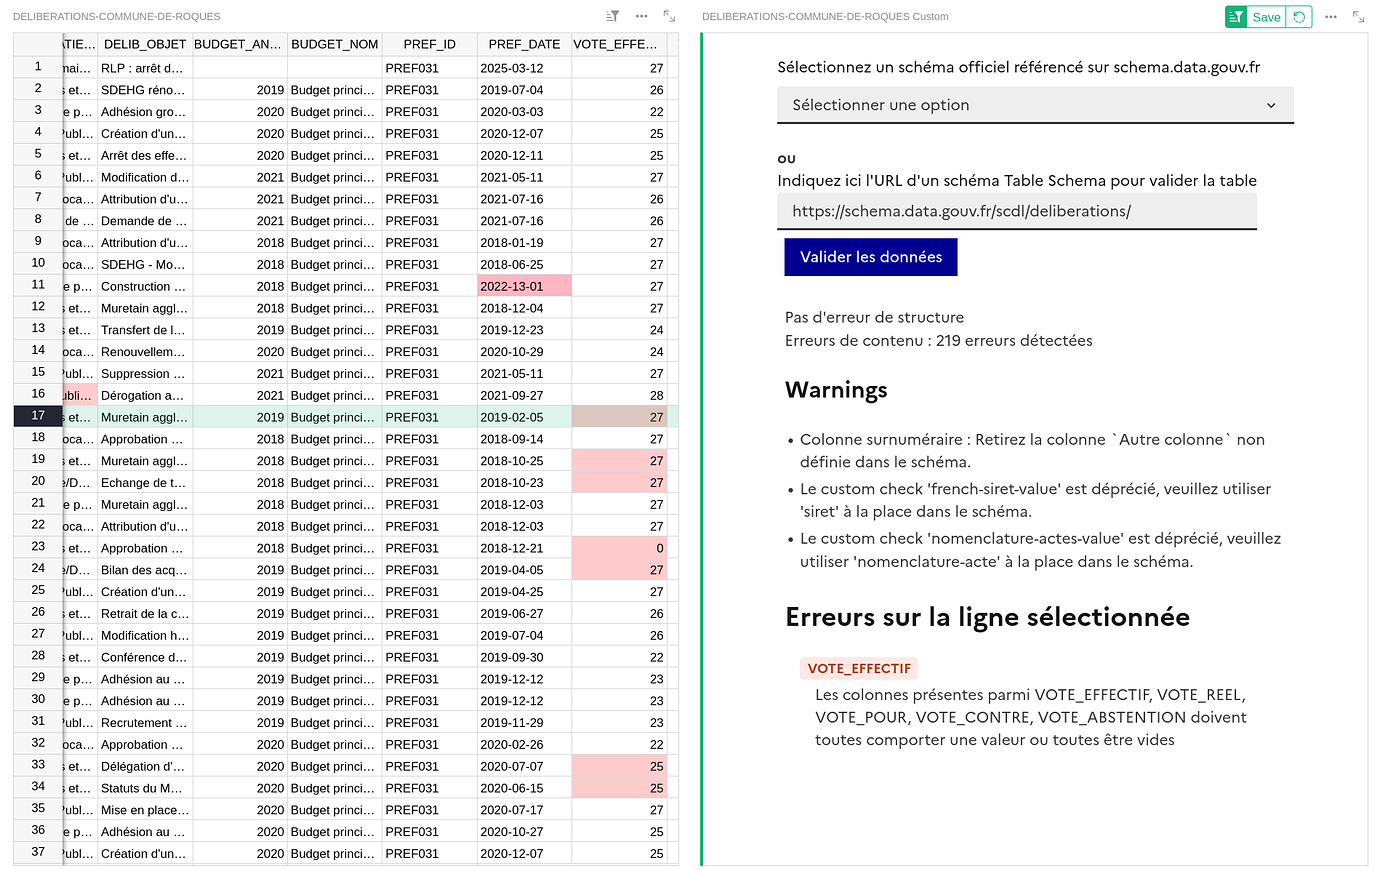 DELIBERATIONS-COMMUNE-DE-ROQUES
ATIE… DELIB_OBJET BUDGET_AN… BUDGET_NOM PREF_ID PREF_DATE VOTE_EFFE…
1 mai… RLP : arrêt d… PREF031 2025-03-12 27
2 s et… SDEHG réno… 2019 Budget princi… PREF031 2019-07-04 26
3 e p… Adhésion gro… 2020 Budget princi… PREF031 2020-03-03 22
4 Publ… Création d'un… 2020 Budget princi… PREF031 2020-12-07 25
5 s et… Arrêt des effe… 2020 Budget princi… PREF031 2020-12-11 25
6 Publ… Modification d… 2021 Budget princi… PREF031 2021-05-11 27
7 oca… Attribution d'u… 2021 Budget princi… PREF031 2021-07-16 26
8 de … Demande de … 2021 Budget princi… PREF031 2021-07-16 26
9 oca… Attribution d'u… 2018 Budget princi… PREF031 2018-01-19 27
10 oca… SDEHG - Mo… 2018 Budget princi… PREF031 2018-06-25 27
11 e p… Construction … 2018 Budget princi… PREF031 2022-13-01 27
12 s et… Muretain aggl… 2018 Budget princi… PREF031 2018-12-04 27
13 s et… Transfert de l… 2019 Budget princi… PREF031 2019-12-23 24
14 oca… Renouvellem… 2020 Budget princi… PREF031 2020-10-29 24
15 Publ… Suppression … 2021 Budget princi… PREF031 2021-05-11 27
16 ubli… Dérogation a… 2021 Budget princi… PREF031 2021-09-27 28
17 s et… Muretain aggl… 2019 Budget princi… PREF031 2019-02-05 27
18 oca… Approbation … 2018 Budget princi… PREF031 2018-09-14 27
19 s et… Muretain aggl… 2018 Budget princi… PREF031 2018-10-25 27
20 e/D… Echange de t… 2018 Budget princi… PREF031 2018-10-23 27
21 e p… Muretain aggl… 2018 Budget princi… PREF031 2018-12-03 27
22 oca… Attribution d'u… 2018 Budget princi… PREF031 2018-12-03 27
23 s et… Approbation … 2018 Budget princi… PREF031 2018-12-21 0
24 e/D… Bilan des acq… 2019 Budget princi… PREF031 2019-04-05 27
25 Publ… Création d'un… 2019 Budget princi… PREF031 2019-04-25 27
26 s et… Retrait de la c… 2019 Budget princi… PREF031 2019-06-27 26
27 Publ… Modification h… 2019 Budget princi… PREF031 2019-07-04 26
28 s et… Conférence d… 2019 Budget princi… PREF031 2019-09-30 22
29 e p… Adhésion au … 2019 Budget princi… PREF031 2019-12-12 23
30 e p… Adhésion au … 2019 Budget princi… PREF031 2019-12-12 23
31 Publ… Recrutement … 2019 Budget princi… PREF031 2019-11-29 23
32 oca… Approbation … 2020 Budget princi… PREF031 2020-02-26 22
33 s et… Délégation d'… 2020 Budget princi… PREF031 2020-07-07 25
34 s et… Statuts du M… 2020 Budget princi… PREF031 2020-06-15 25
35 Publ… Mise en place… 2020 Budget princi… PREF031 2020-07-17 27
36 e p… Adhésion au … 2020 Budget princi… PREF031 2020-10-27 25
37 Publ… Création d'un… 2020 Budget princi… PREF031 2020-12-07 25
DELIBERATIONS-COMMUNE-DE-ROQUES Custom
Save
Sélectionnez un schéma officiel référencé sur schema.data.gouv.fr
Sélectionner une option
ou
Indiquez ici l'URL d'un schéma Table Schema pour valider la table
https://schema.data.gouv.fr/scdl/deliberations/
Valider les données
Pas d'erreur de structure
Erreurs de contenu : 219 erreurs détectées
Warnings
• Colonne surnuméraire : Retirez la colonne `Autre colonne` non
définie dans le schéma.
• Le custom check 'french-siret-value' est déprécié, veuillez utiliser
'siret' à la place dans le schéma.
• Le custom check 'nomenclature-actes-value' est déprécié, veuillez
utiliser 'nomenclature-acte' à la place dans le schéma.
Erreurs sur la ligne sélectionnée
VOTE_EFFECTIF
Les colonnes présentes parmi VOTE_EFFECTIF, VOTE_REEL,
VOTE_POUR, VOTE_CONTRE, VOTE_ABSTENTION doivent
toutes comporter une valeur ou toutes être vides